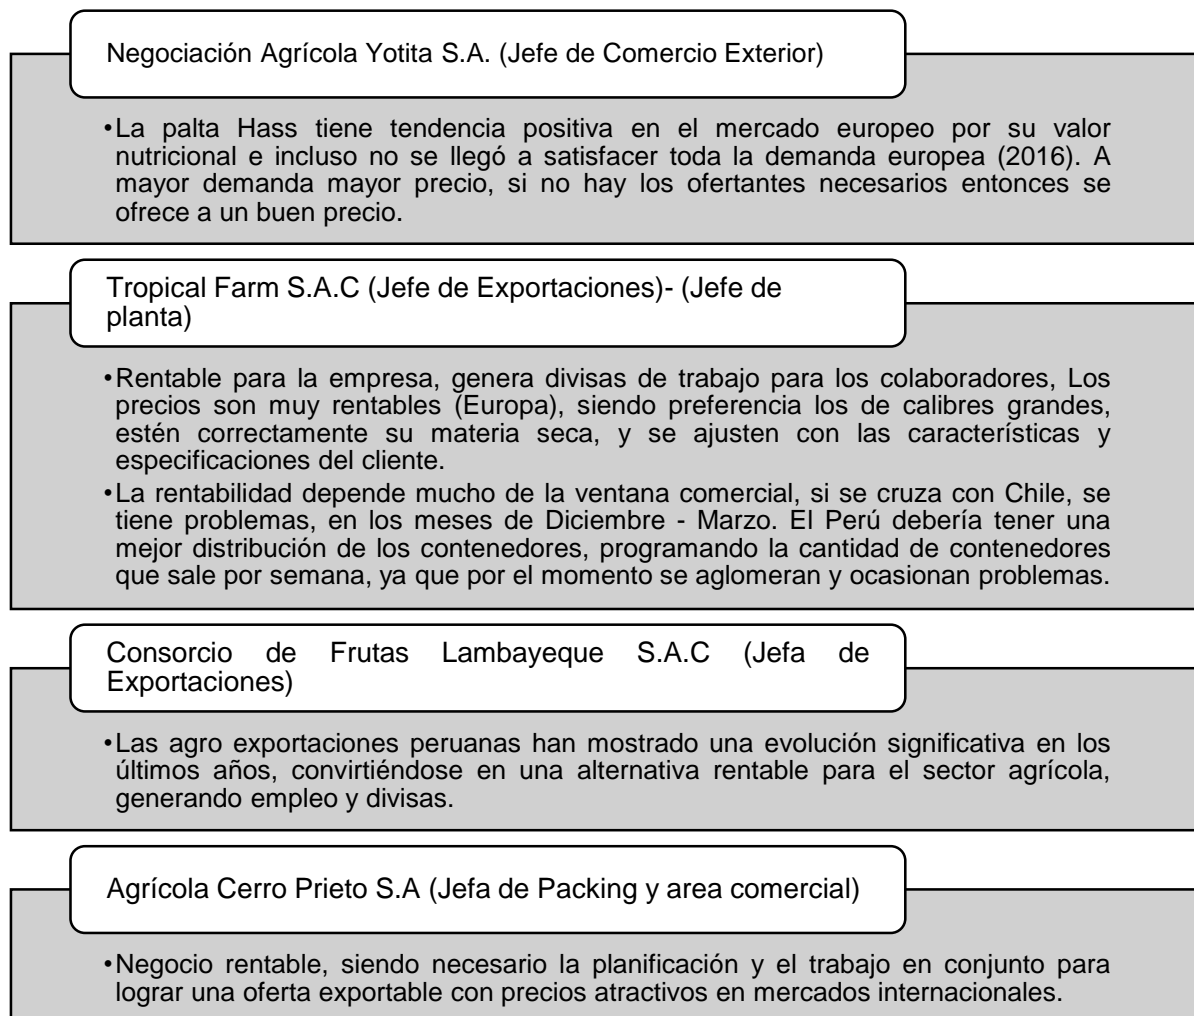 Negociación Agrícola Yotita S.A. (Jefe de Comercio Exterior)
•La palta Hass tiene tendencia positiva en el mercado europeo por su valor
nutricional e incluso no se llegó a satisfacer toda la demanda europea (2016). A
mayor demanda mayor precio, si no hay los ofertantes necesarios entonces se
ofrece a un buen precio.
Tropical Farm S.A.C (Jefe de Exportaciones)- (Jefe de
planta)
•Rentable para la empresa, genera divisas de trabajo para los colaboradores, Los
precios son muy rentables (Europa), siendo preferencia los de calibres grandes,
estén correctamente su materia seca, y se ajusten con las características y
especificaciones del cliente.
•La rentabilidad depende mucho de la ventana comercial, si se cruza con Chile, se
tiene problemas, en los meses de Diciembre - Marzo. El Perú debería tener una
mejor distribución de los contenedores, programando la cantidad de contenedores
que sale por semana, ya que por el momento se aglomeran y ocasionan problemas.
Consorcio de Frutas Lambayeque S.A.C (Jefa de
Exportaciones)
•Las agro exportaciones peruanas han mostrado una evolución significativa en los
últimos años, convirtiéndose en una alternativa rentable para el sector agrícola,
generando empleo y divisas.
Agrícola Cerro Prieto S.A (Jefa de Packing y area comercial)
•Negocio rentable, siendo necesario la planificación y el trabajo en conjunto para
lograr una oferta exportable con precios atractivos en mercados internacionales.